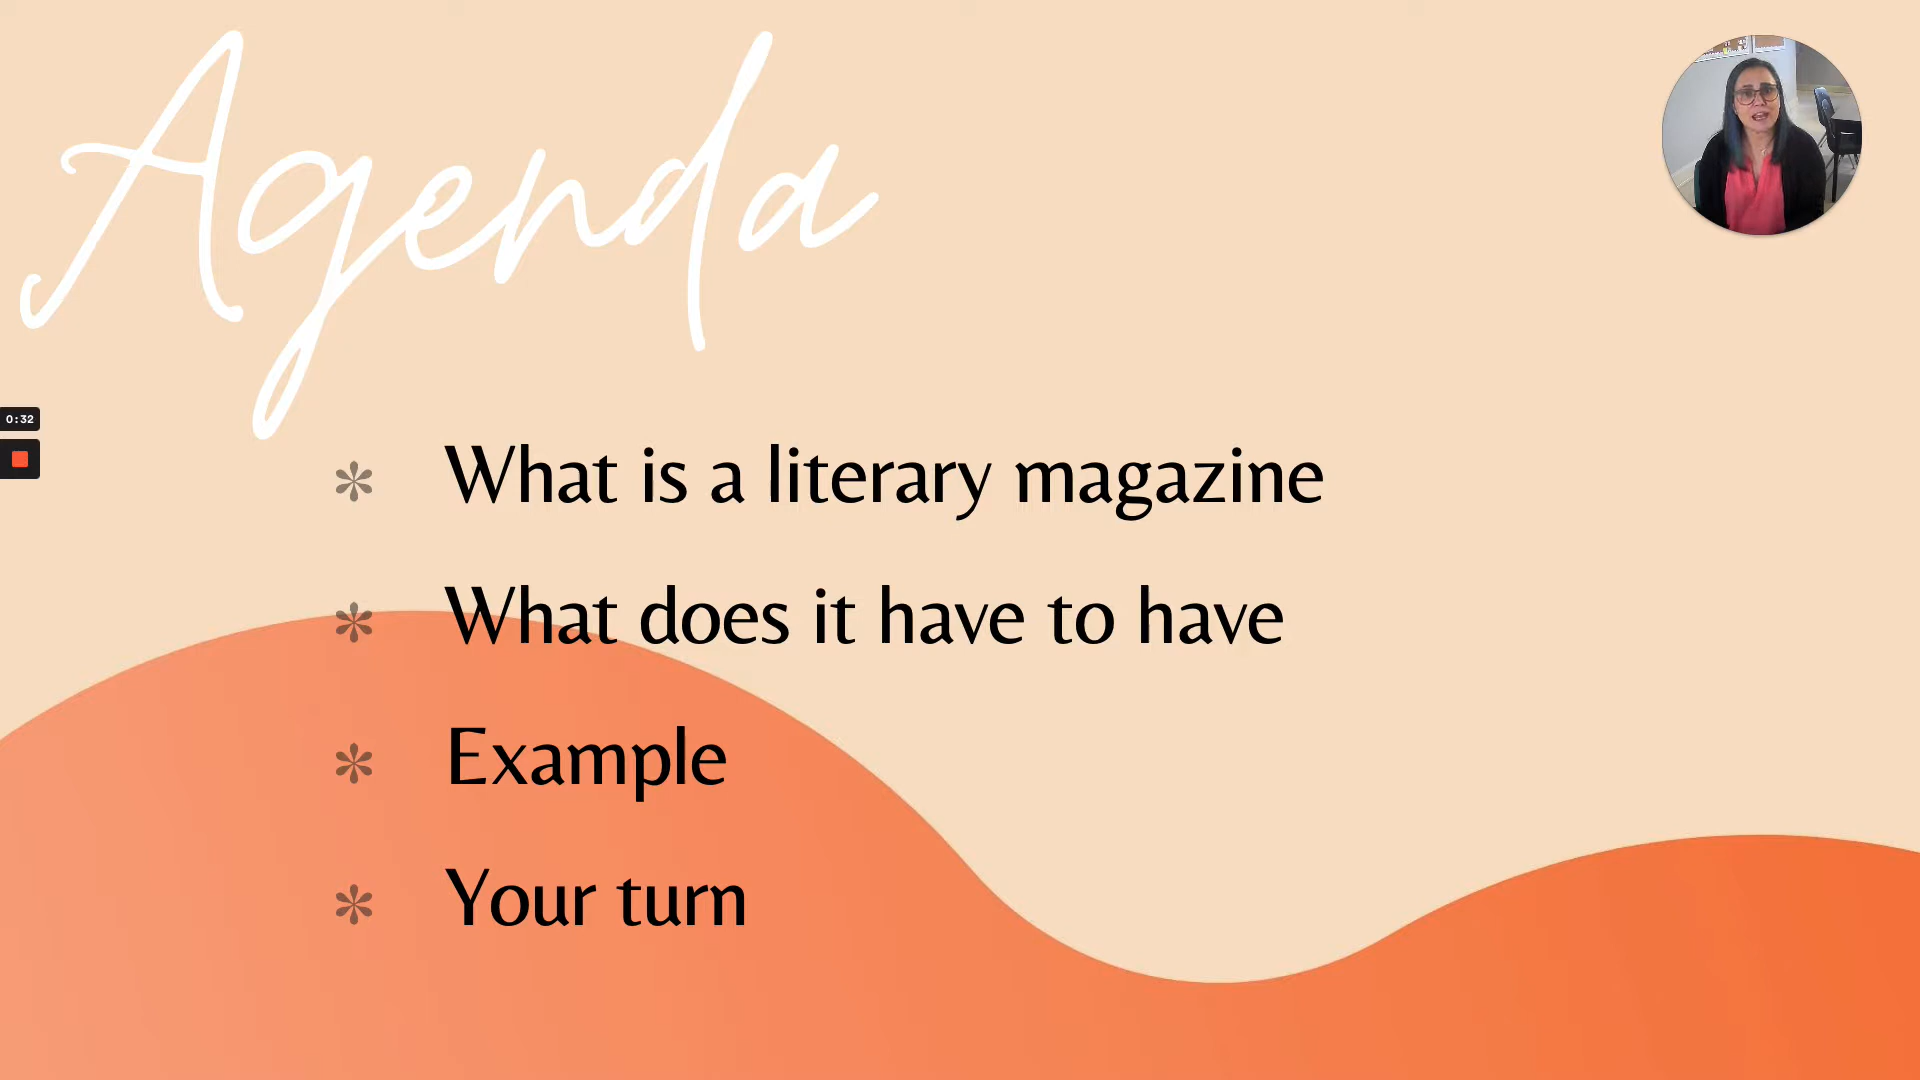 Agenda
0:32
What is a literary magazine
What does it have to have
Example
Your turn